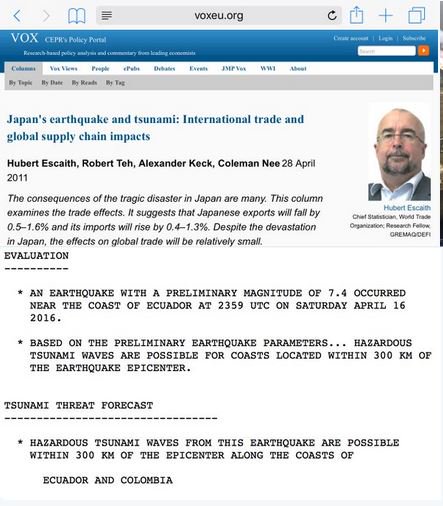 voxeu.org
VOX CEPR's Policy Portal
Create account | Login | Subscribe
Research-based policy analysis and commentary from leading economists
Search
Columns Vox Views People ePubs Debates Events JMP Vox WWI About
By Topic By Date By Reads By Tag
Japan's earthquake and tsunami: International trade and
global supply chain impacts
Hubert Escaith, Robert Teh, Alexander Keck, Coleman Nee 28 April
2011
The consequences of the tragic disaster in Japan are many. This column
examines the trade effects. It suggests that Japanese exports will fall by
0.5–1.6% and its imports will rise by 0.4–1.3%. Despite the devastation
in Japan, the effects on global trade will be relatively small.
Hubert Escaith
Chief Statistician, World Trade
Organization; Research Fellow,
GREMAQ/DEFI
EVALUATION
----------
* AN EARTHQUAKE WITH A PRELIMINARY MAGNITUDE OF 7.4 OCCURRED
NEAR THE COAST OF ECUADOR AT 2359 UTC ON SATURDAY APRIL 16
2016.
* BASED ON THE PRELIMINARY EARTHQUAKE PARAMETERS... HAZARDOUS
TSUNAMI WAVES ARE POSSIBLE FOR COASTS LOCATED WITHIN 300 KM OF
THE EARTHQUAKE EPICENTER.
TSUNAMI THREAT FORECAST
---------------------------------
* HAZARDOUS TSUNAMI WAVES FROM THIS EARTHQUAKE ARE POSSIBLE
WITHIN 300 KM OF THE EPICENTER ALONG THE COASTS OF
ECUADOR AND COLOMBIA